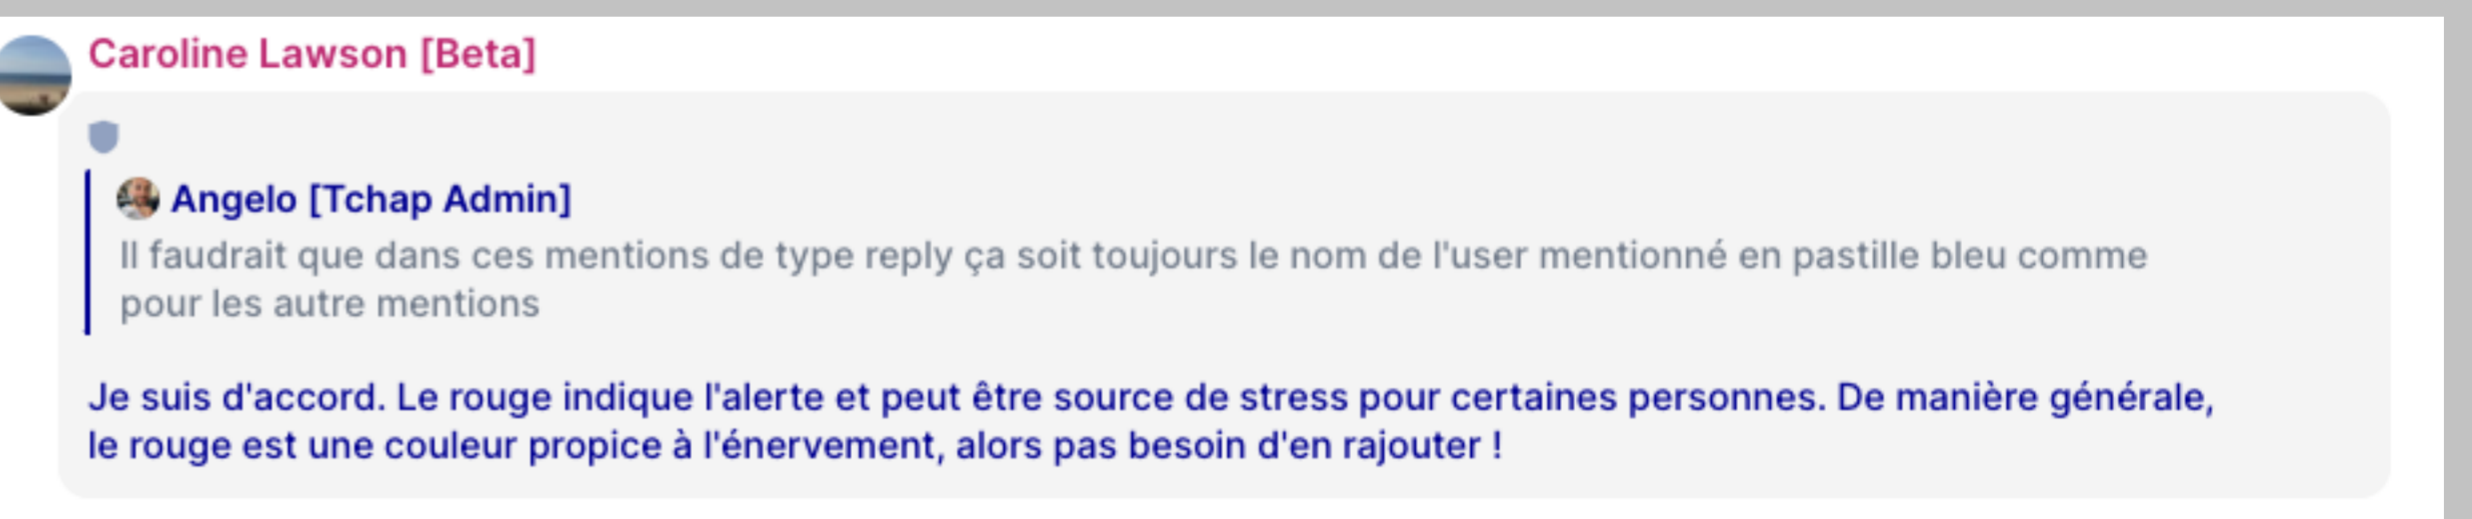 Caroline Lawson [Beta]
Angelo [Tchap Admin]
Il faudrait que dans ces mentions de type reply ça soit toujours le nom de l'user mentionné en pastille bleu comme
pour les autre mentions
Je suis d'accord. Le rouge indique l'alerte et peut être source de stress pour certaines personnes. De manière générale,
le rouge est une couleur propice à l'énervement, alors pas besoin d'en rajouter !